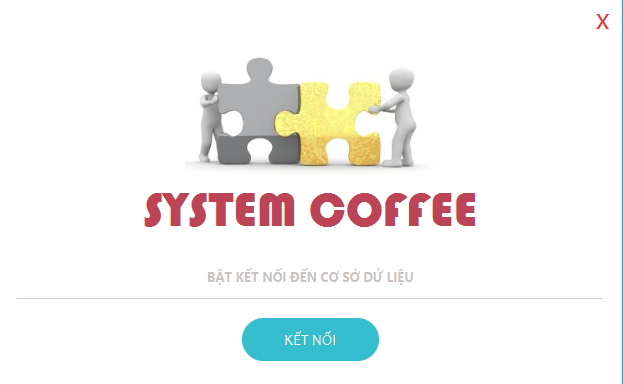 X
SYSTEM COFFEE
BẬT KẾT NỐI ĐẾN CƠ SỞ DỮ LIỆU
KẾT NỐI